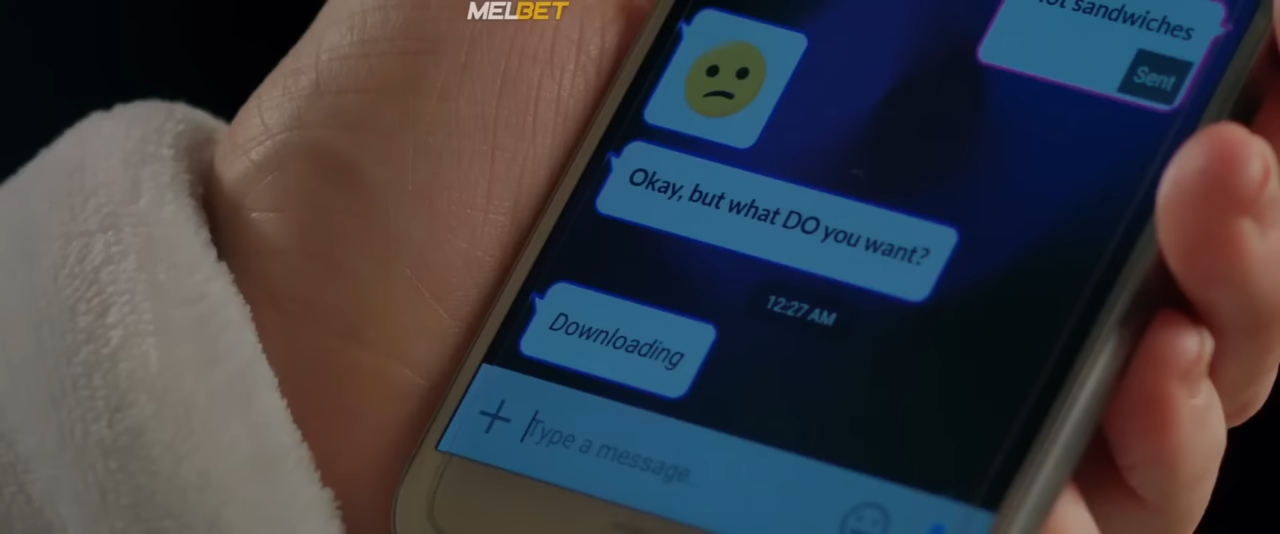 MELBET
sandwiches
Sent
Okay, but what DO you want?
12:27 AM
Downloading
Type a message.